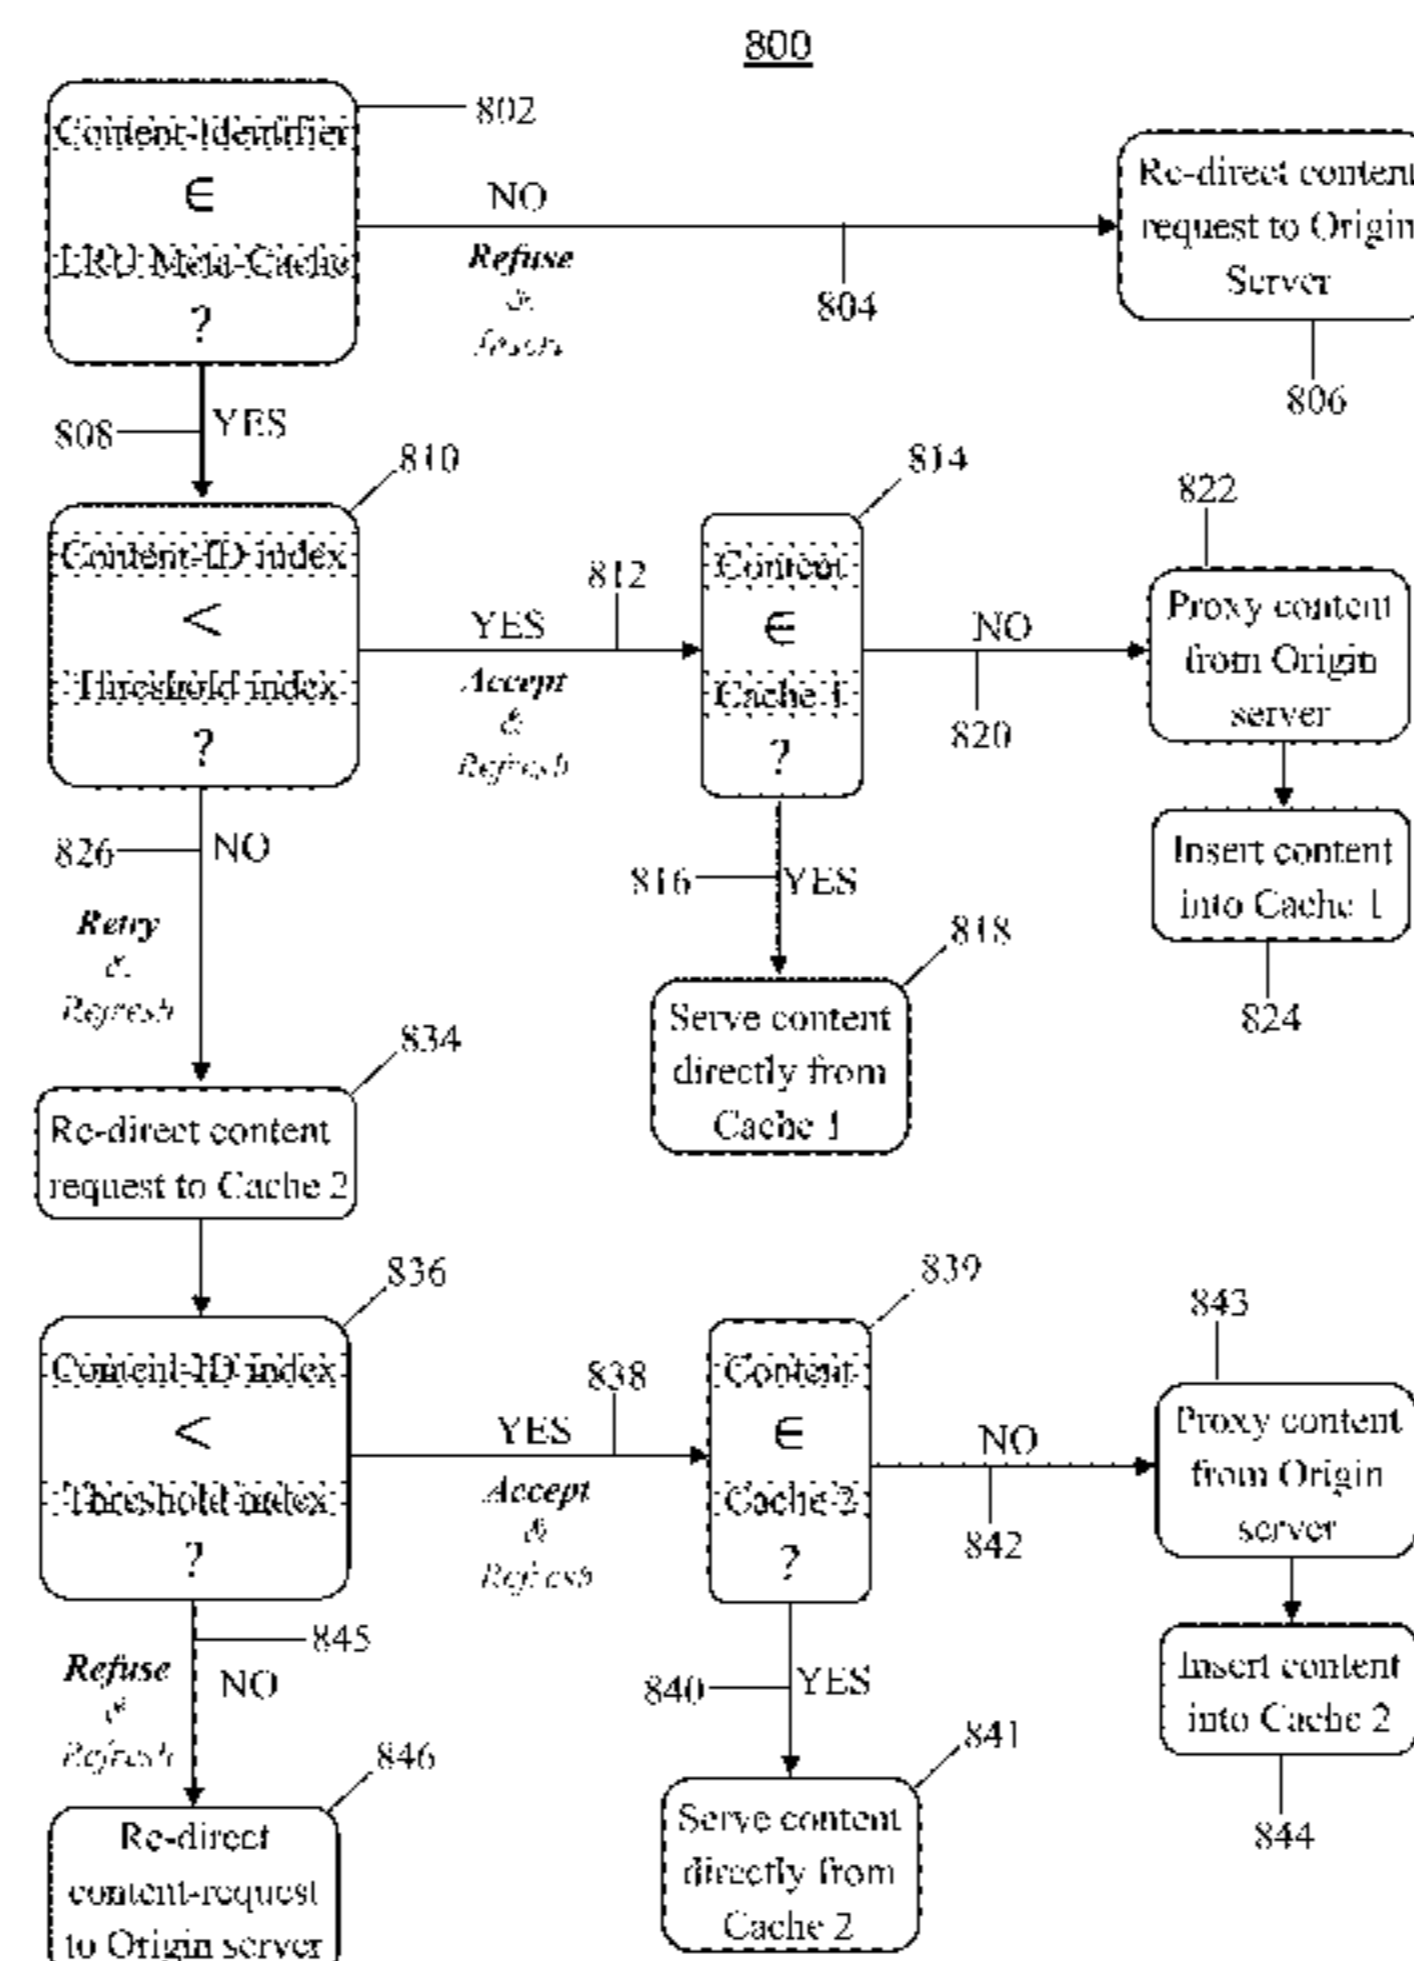 800
802
Content-Identifier
∈
LRU Meta-Cache
?
NO
Refuse
&
Insert
804
Re-direct content
request to Origin
Server
806
808
YES
810
Content-ID index
<
Threshold index
?
812
YES
Accept
&
Refresh
814
Content
∈
Cache 1
?
NO
820
822
Proxy content
from Origin
server
Insert content
into Cache 1
824
816
YES
818
Serve content
directly from
Cache 1
826
NO
Retry
&
Refresh
834
Re-direct content
request to Cache 2
836
Content-ID index
<
Threshold index
?
838
YES
Accept
&
Refresh
839
Content
∈
Cache 2
?
NO
842
843
Proxy content
from Origin
server
Insert content
into Cache 2
844
840
YES
841
Serve content
directly from
Cache 2
845
Refuse
&
Refresh
NO
846
Re-direct
content-request
to Origin server